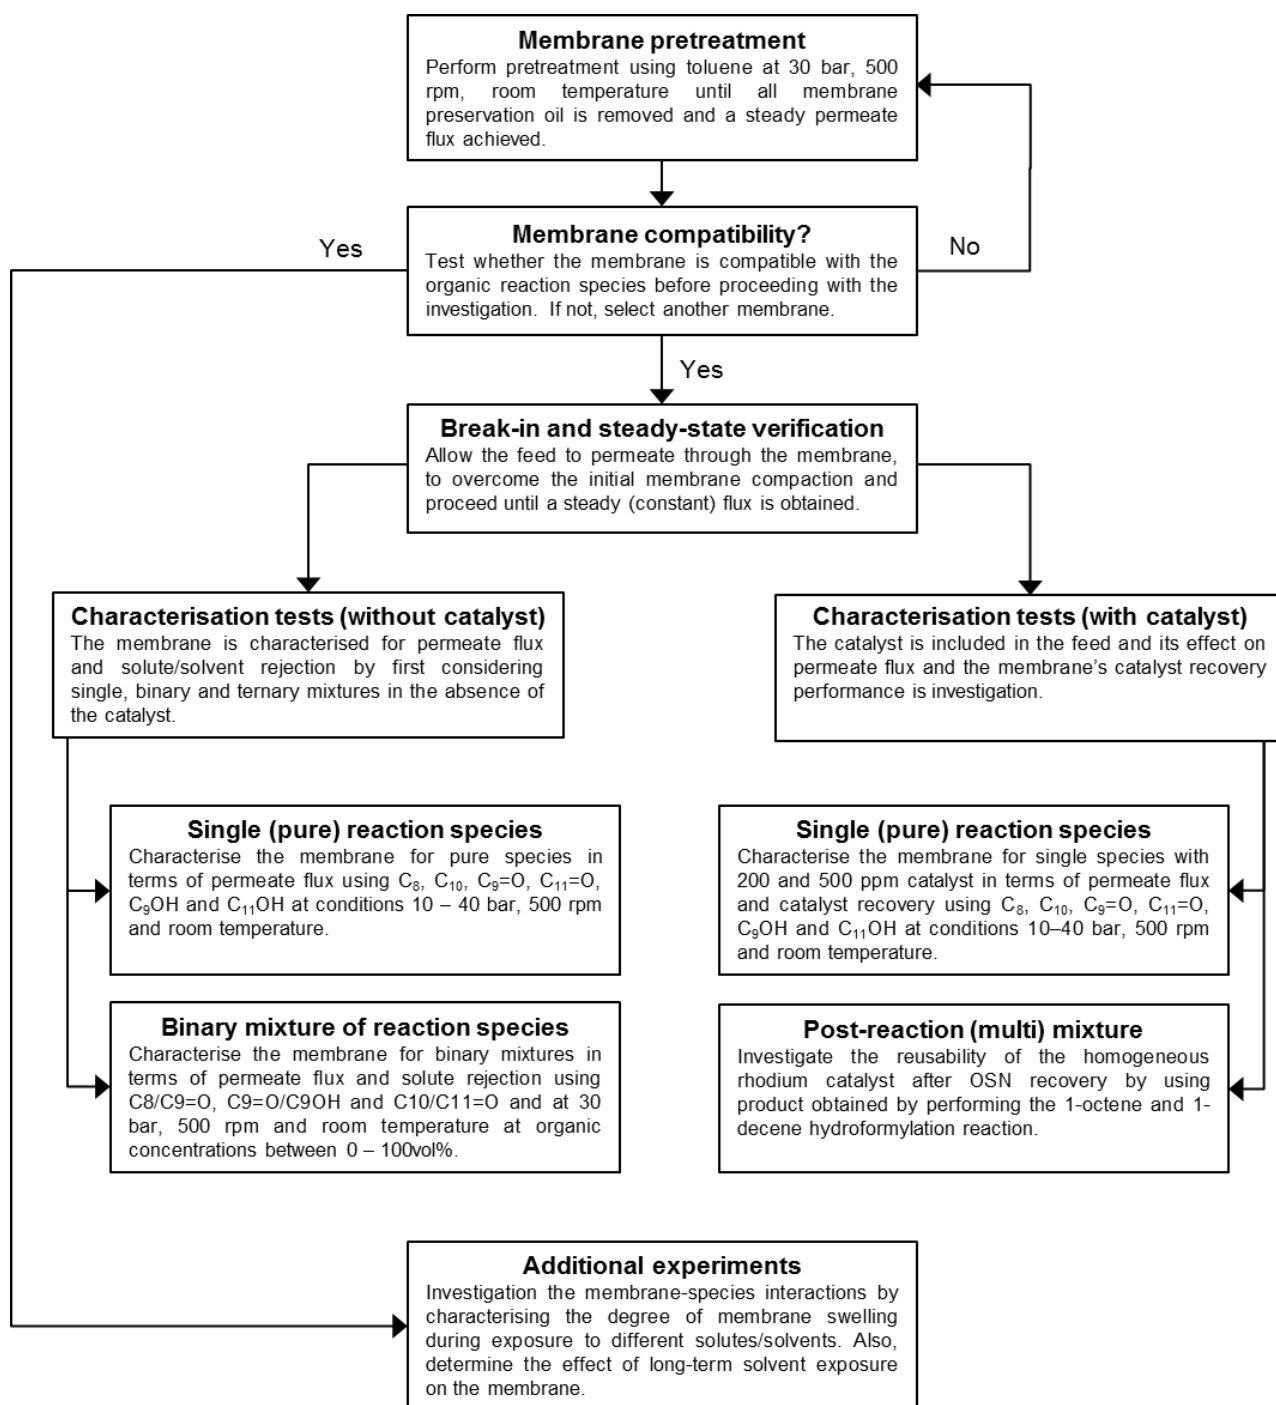 Membrane pretreatment
Perform pretreatment using toluene at 30 bar, 500
rpm, room temperature until all membrane
preservation oil is removed and a steady permeate
flux achieved.
Yes
Membrane compatibility?
No
Test whether the membrane is compatible with the
organic reaction species before proceeding with the
investigation. If not, select another membrane.
Yes
Break-in and steady-state verification
Allow the feed to permeate through the membrane,
to overcome the initial membrane compaction and
proceed until a steady (constant) flux is obtained.
Characterisation tests (without catalyst)
The membrane is characterised for permeate flux
and solute/solvent rejection by first considering
single, binary and ternary mixtures in the absence of
the catalyst.
Characterisation tests (with catalyst)
The catalyst is included in the feed and its effect on
permeate flux and the membrane's catalyst recovery
performance is investigation.
Single (pure) reaction species
Characterise the membrane for pure species in
terms of permeate flux using C₈, C₁₀, C₉=O, C₁₁=O,
C₉OH and C₁₁OH at conditions 10 – 40 bar, 500 rpm
and room temperature.
Single (pure) reaction species
Characterise the membrane for single species with
200 and 500 ppm catalyst in terms of permeate flux
and catalyst recovery using C₈, C₁₀, C₉=O, C₁₁=O,
C₉OH and C₁₁OH at conditions 10–40 bar, 500 rpm
and room temperature.
Binary mixture of reaction species
Characterise the membrane for binary mixtures in
terms of permeate flux and solute rejection using
C8/C9=O, C9=O/C9OH and C10/C11=O and at 30
bar, 500 rpm and room temperature at organic
concentrations between 0 – 100vol%.
Post-reaction (multi) mixture
Investigate the reusability of the homogeneous
rhodium catalyst after OSN recovery by using
product obtained by performing the 1-octene and 1-
decene hydroformylation reaction.
Additional experiments
Investigation the membrane-species interactions by
characterising the degree of membrane swelling
during exposure to different solutes/solvents. Also,
determine the effect of long-term solvent exposure
on the membrane.